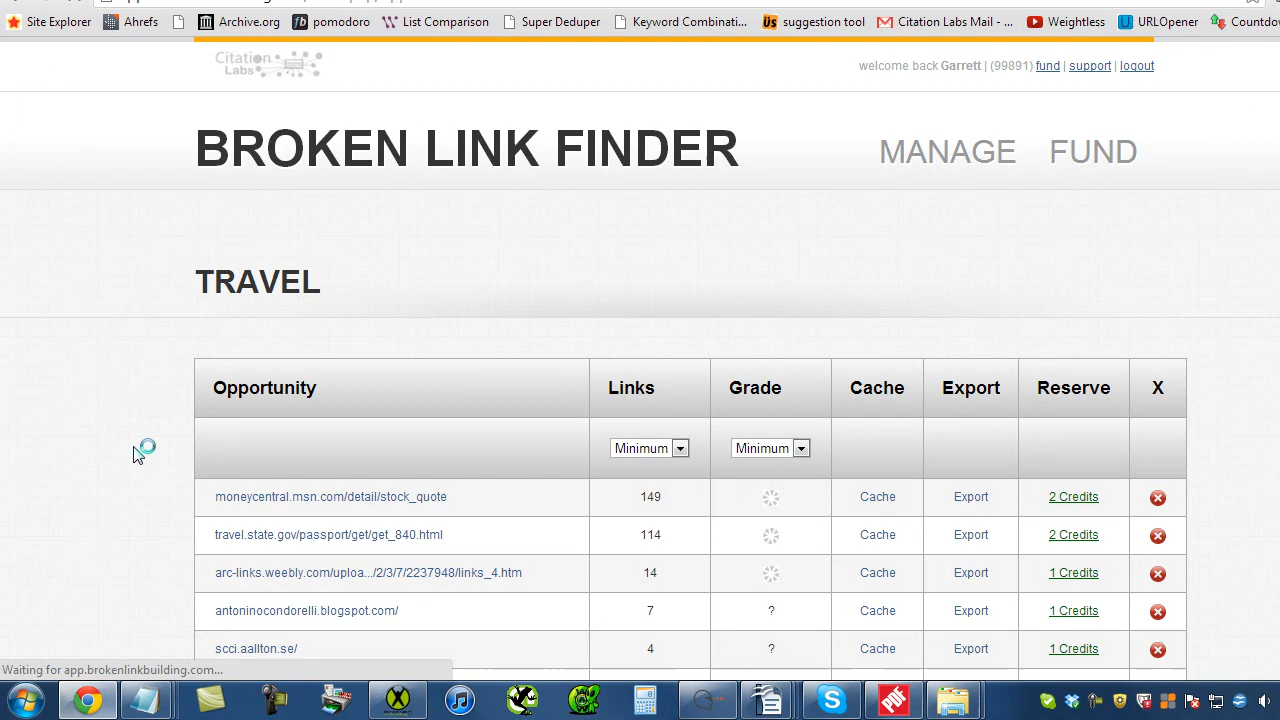 Site Explorer Ahrefs Archive.org pomodoro List Comparison Super Deduper Keyword Combinati... suggestion tool Citation Labs Mail - ... Weightless URLOpener Countdo
Citation
Labs
welcome back Garrett | (99891) fund | support | logout
BROKEN LINK FINDER MANAGE FUND
TRAVEL
Opportunity Links Grade Cache Export Reserve X
Minimum Minimum
moneycentral.msn.com/detail/stock_quote 149 Cache Export 2 Credits
travel.state.gov/passport/get/get_840.html 114 Cache Export 2 Credits
arc-links.weebly.com/uploa.../2/3/7/2237948/links_4.htm 14 Cache Export 1 Credits
antoninocondorelli.blogspot.com/ 7 ? Cache Export 1 Credits
scci.aallton.se/ 4 ? Cache Export 1 Credits
Waiting for app.brokenlinkbuilding.com...